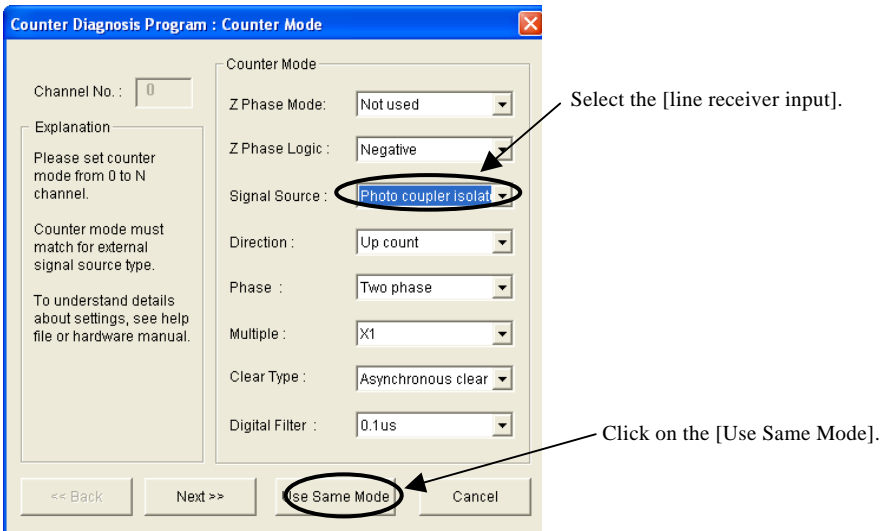 Counter Diagnosis Program : Counter Mode
Channel No. : 0
Explanation
Please set counter
mode from 0 to N
channel.
Counter mode must
match for external
signal source type.
To understand details
about settings, see help
file or hardware manual.
Counter Mode
Z Phase Mode: Not used
Z Phase Logic : Negative
Signal Source : Photo coupler isolat
Direction : Up count
Phase : Two phase
Multiple : X1
Clear Type : Asynchronous clear
Digital Filter : 0.1us
<< Back Next >> Use Same Mode Cancel
Select the [line receiver input].
Click on the [Use Same Mode].